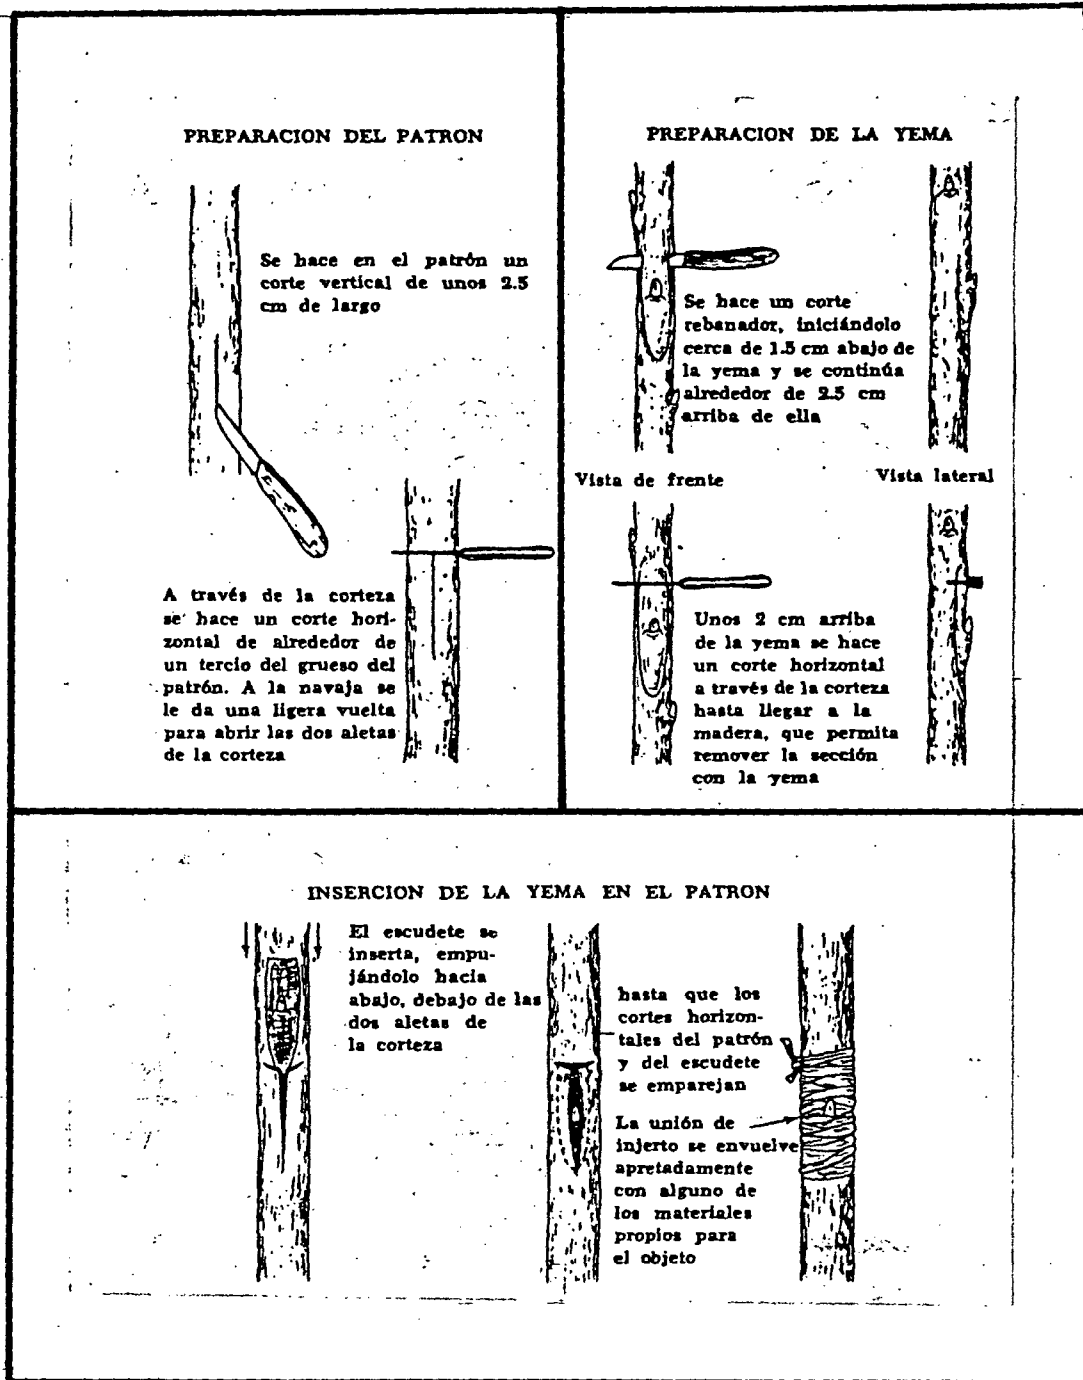 PREPARACION DEL PATRON
Se hace en el patrón un
corte vertical de unos 2.5
cm de largo
A través de la corteza
se hace un corte hori-
zontal de alrededor de
un tercio del grueso del
patrón. A la navaja se
le da una ligera vuelta
para abrir las dos aletas
de la corteza
PREPARACION DE LA YEMA
Se hace un corte
rebanador, iniciándolo
cerca de 1.5 cm abajo de
la yema y se continúa
alrededor de 2.5 cm
arriba de ella
Vista de frente
Vista lateral
Unos 2 cm arriba
de la yema se hace
un corte horizontal
a través de la corteza
hasta llegar a la
madera, que permita
remover la sección
con la yema
INSERCION DE LA YEMA EN EL PATRON
El escudete se
inserta, empu-
jándolo hacia
abajo, debajo de las
dos aletas de
la corteza
hasta que los
cortes horizon-
tales del patrón
y del escudete
se emparejan
La unión de
injerto se envuelve
apretadamente
con alguno de
los materiales
propios para
el objeto